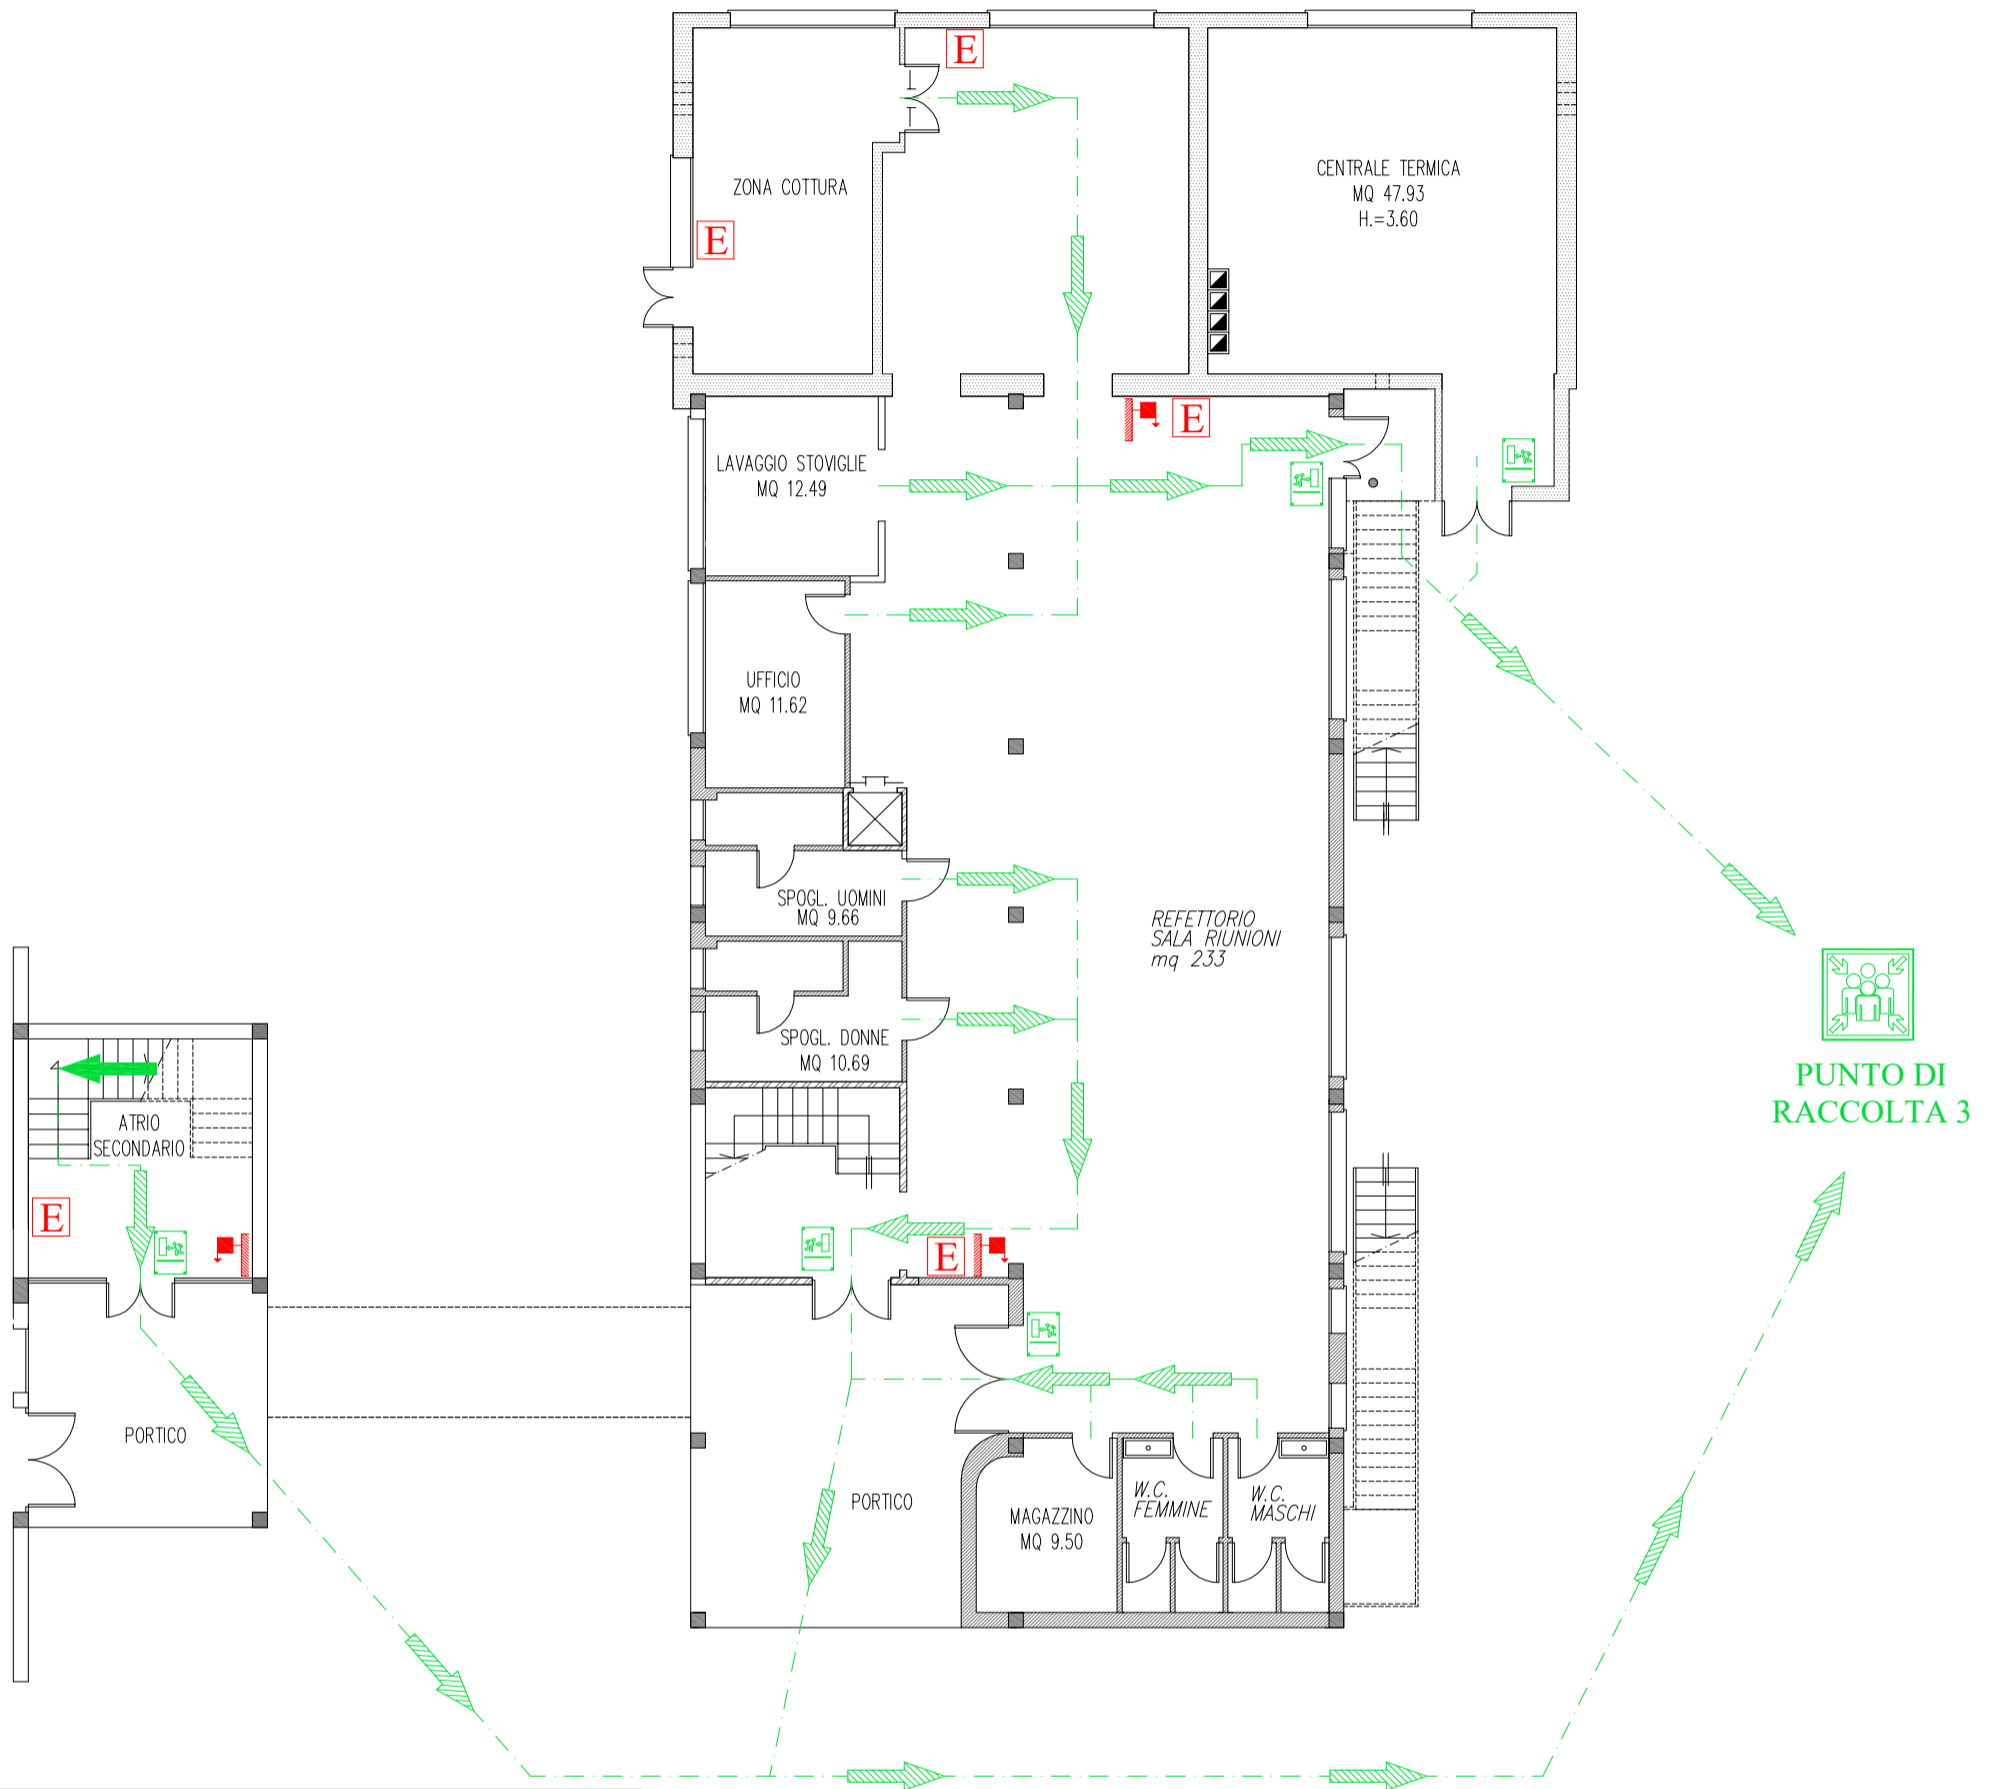 E
ZONA COTTURA
E
CENTRALE TERMICA
MQ 47.93
H.=3.60
E
LAVAGGIO STOVIGLIE
MQ 12.49
UFFICIO
MQ 11.62
SPOGL. UOMINI
MQ 9.66
REFETTORIO
SALA RIUNIONI
mq 233
SPOGL. DONNE
MQ 10.69
PUNTO DI
RACCOLTA 3
ATRIO
SECONDARIO
E
E
PORTICO
PORTICO
MAGAZZINO
MQ 9.50
W.C.
FEMMINE
W.C.
MASCHI